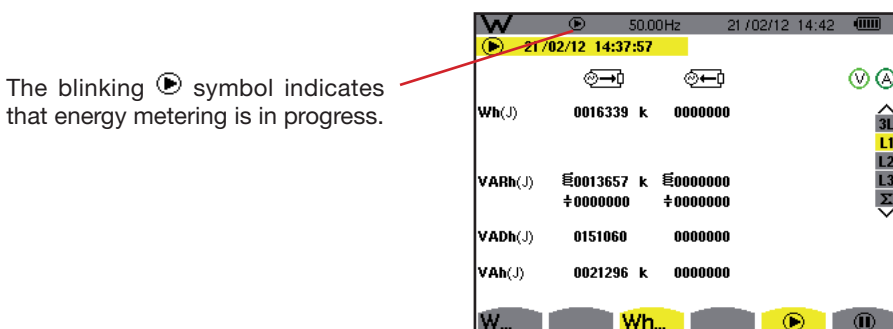 W 50.00Hz 21/02/12 14:42
21/02/12 14:37:57
The blinking symbol indicates
that energy metering is in progress.
V A
Wh(J) 0016339 k 0000000
3L
L1
L2
VARh(J) 0013657 k 0000000
L3
÷0000000 ÷0000000
Σ
VADh(J) 0151060 0000000
VAh(J) 0021296 k 0000000
W... Wh...